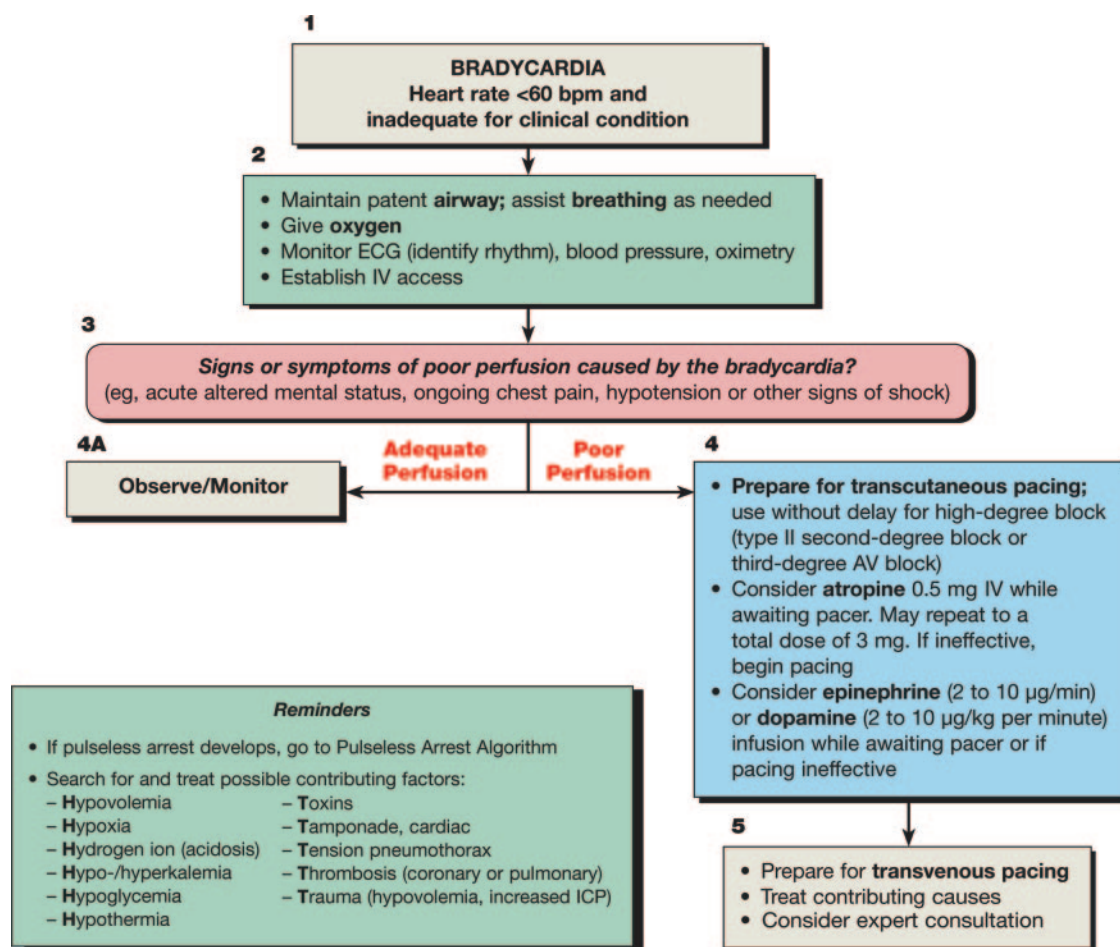 1
BRADYCARDIA
Heart rate <60 bpm and
inadequate for clinical condition
2
• Maintain patent airway; assist breathing as needed
• Give oxygen
• Monitor ECG (identify rhythm), blood pressure, oximetry
• Establish IV access
3
Signs or symptoms of poor perfusion caused by the bradycardia?
(eg, acute altered mental status, ongoing chest pain, hypotension or other signs of shock)
4A
Observe/Monitor
Adequate
Perfusion
Poor
Perfusion
4
• Prepare for transcutaneous pacing;
use without delay for high-degree block
(type II second-degree block or
third-degree AV block)
• Consider atropine 0.5 mg IV while
awaiting pacer. May repeat to a
total dose of 3 mg. If ineffective,
begin pacing
• Consider epinephrine (2 to 10 µg/min)
or dopamine (2 to 10 µg/kg per minute)
infusion while awaiting pacer or if
pacing ineffective
Reminders
• If pulseless arrest develops, go to Pulseless Arrest Algorithm
• Search for and treat possible contributing factors:
– Hypovolemia
– Hypoxia
– Hydrogen ion (acidosis)
– Hypo-/hyperkalemia
– Hypoglycemia
– Hypothermia
– Toxins
– Tamponade, cardiac
– Tension pneumothorax
– Thrombosis (coronary or pulmonary)
– Trauma (hypovolemia, increased ICP)
5
• Prepare for transvenous pacing
• Treat contributing causes
• Consider expert consultation